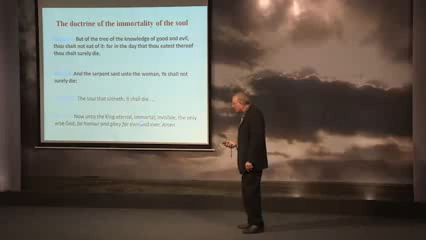 The doctrine of the immortality of the soul
But of the tree of the knowledge of good and evil,
thou shalt not eat of it: for in the day that thou eatest thereof
thou shalt surely die.
And the serpent said unto the woman, Ye shall not
surely die:
The soul that sinneth, it shall die ...
Now unto the King eternal, immortal, invisible, the only
wise God, be honour and glory for ever and ever. Amen.